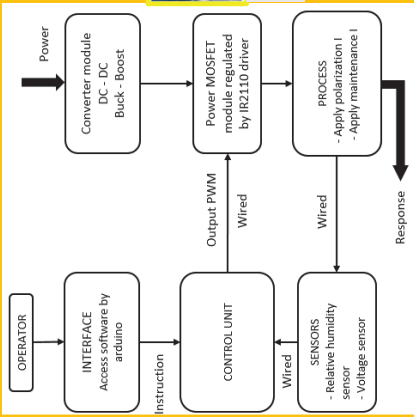 Power
Converter module
DC - DC
Buck - Boost
Power MOSFET
module regulated
by IR2110 driver
PROCESS
- Apply polarization I
- Apply maintenance I
Output PWM
Wired
Wired
Response
OPERATOR
INTERFACE
Access software by
arduino
Instruction
CONTROL UNIT
Wired
SENSORS
- Relative humidity
sensor
- Voltage sensor